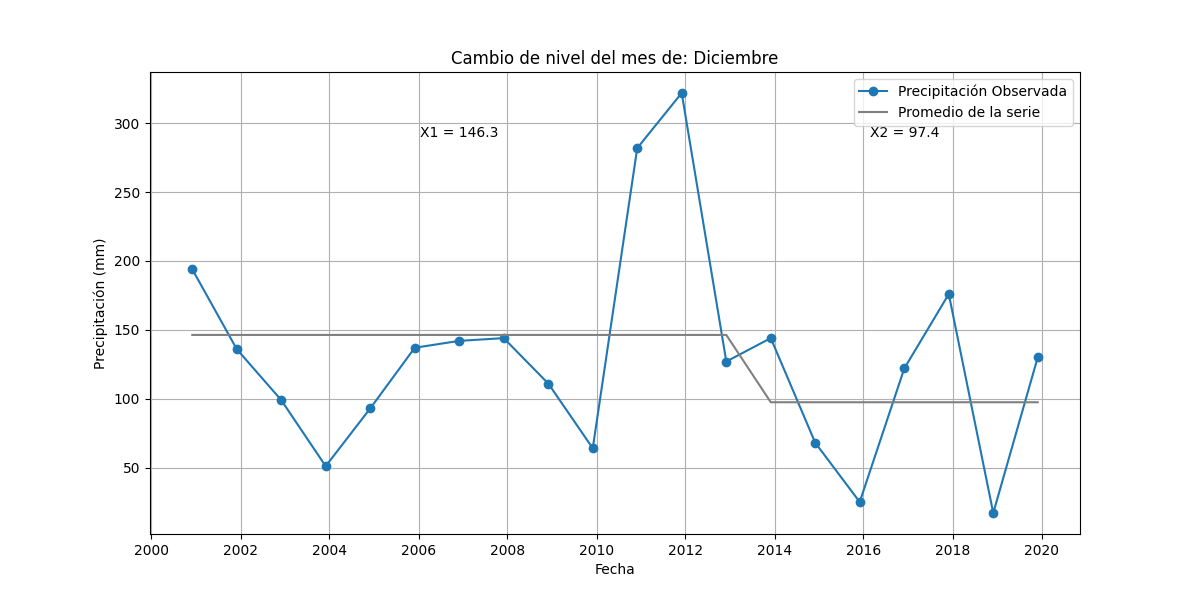 Cambio de nivel del mes de: Diciembre
Precipitación Observada
Promedio de la serie
X1 = 146.3
X2 = 97.4
Precipitación (mm)
300
250
200
150
100
50
2000 2002 2004 2006 2008 2010 2012 2014 2016 2018 2020
Fecha